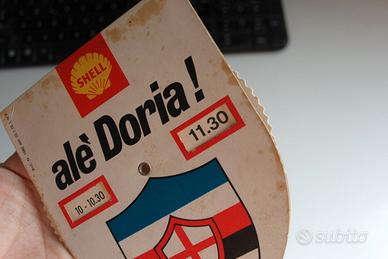 SHELL
alè Doria!
11.30
10 - 10.30
subito